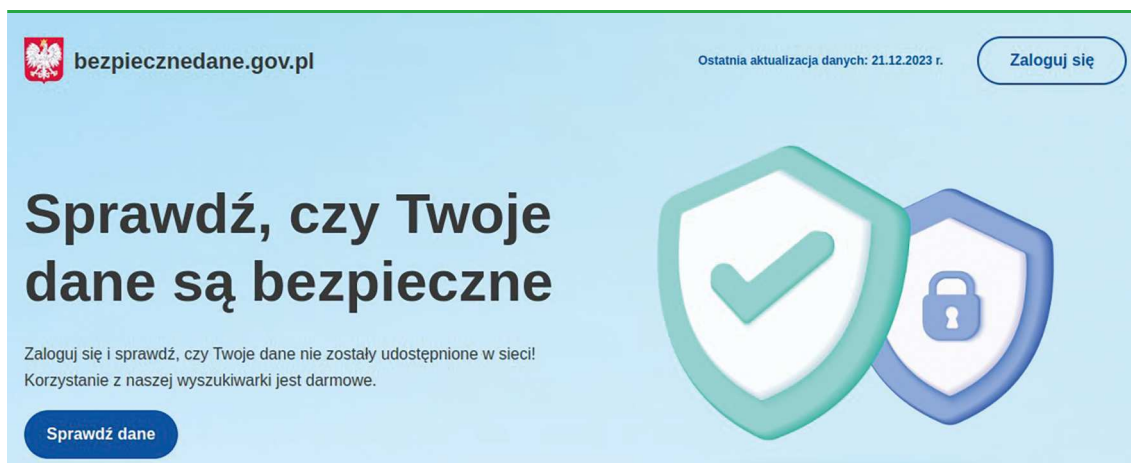 bezpiecznedane.gov.pl
Ostatnia aktualizacja danych: 21.12.2023 r.
Zaloguj się
Sprawdź, czy Twoje
dane są bezpieczne
Zaloguj się i sprawdź, czy Twoje dane nie zostały udostępnione w sieci!
Korzystanie z naszej wyszukiwarki jest darmowe.
Sprawdź dane